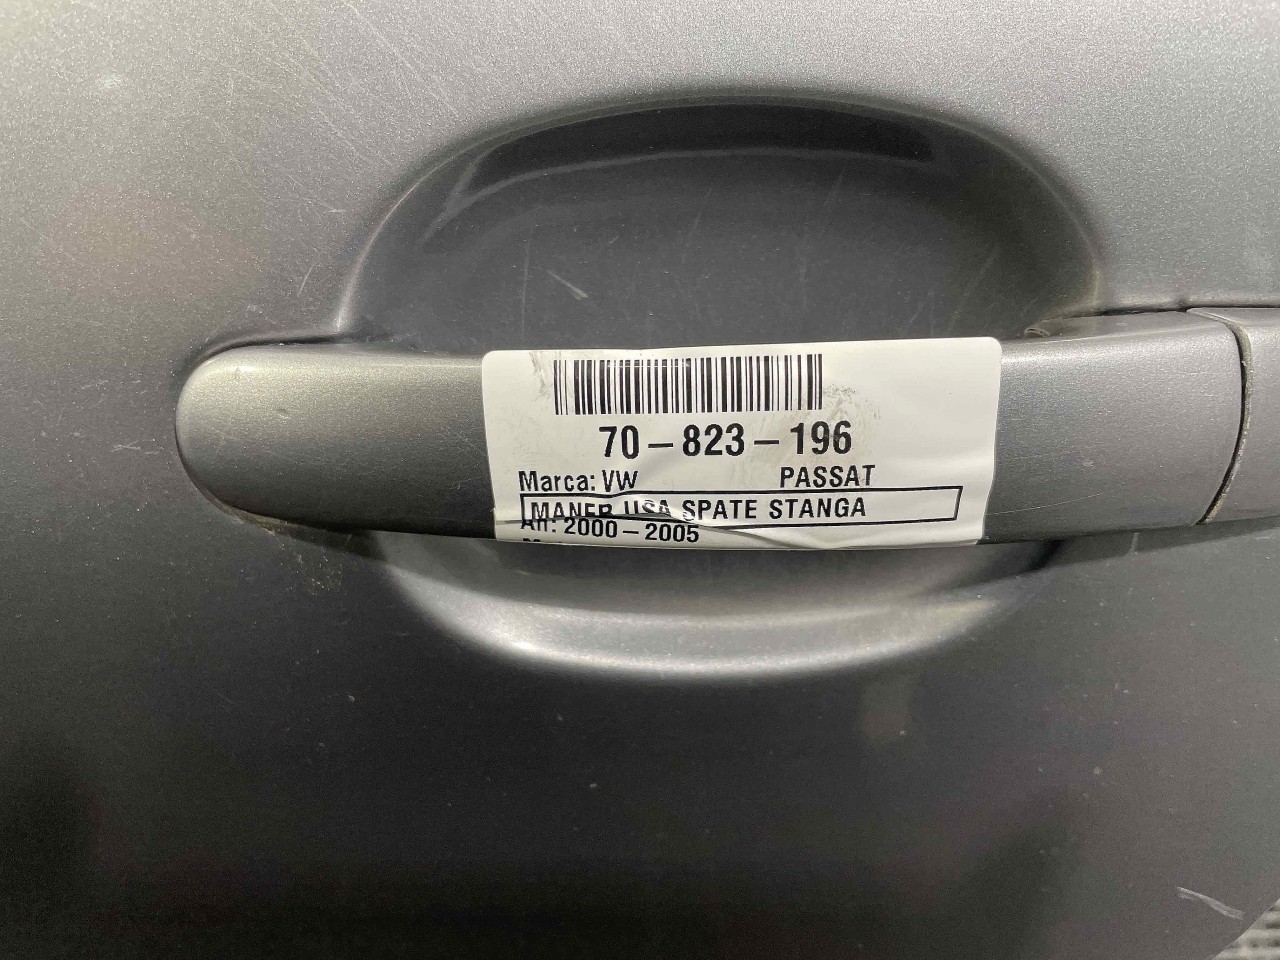 70-823-196
Marca: VW PASSAT
MANER USA SPATE STANGA
An: 2000-2005